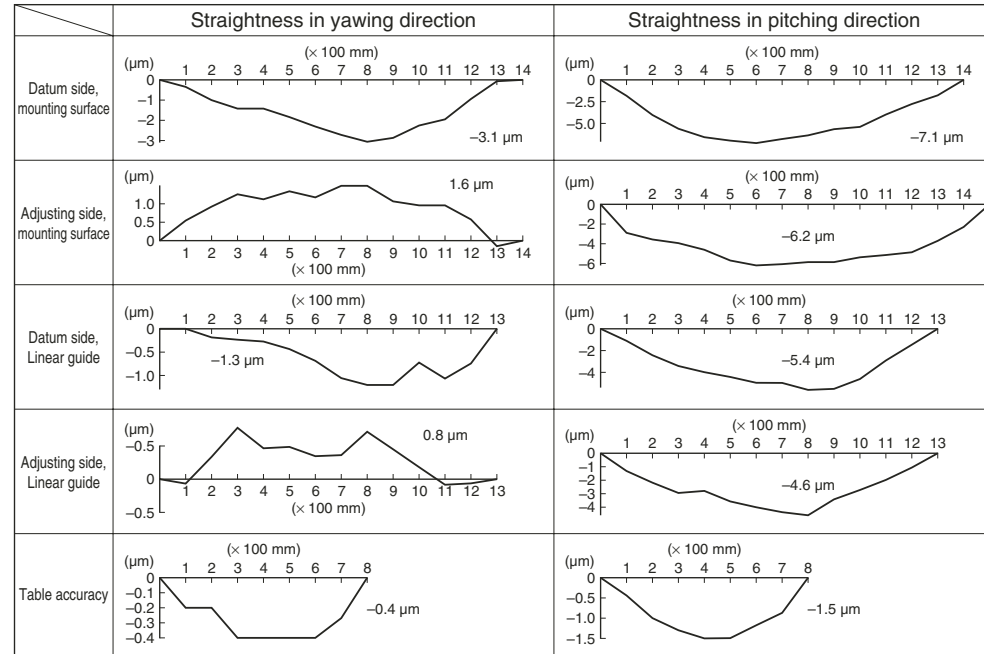 Straightness in yawing direction
Straightness in pitching direction
Datum side,
mounting surface
(× 100 mm)
(μm)
1 2 3 4 5 6 7 8 9 10 11 12 13 14
0
–1
–2
–3
–3.1 μm
(× 100 mm)
(μm)
1 2 3 4 5 6 7 8 9 10 11 12 13 14
0
–2.5
–5.0
–7.1 μm
Adjusting side,
mounting surface
(μm)
1.6 μm
1.0
0.5
0
1 2 3 4 5 6 7 8 9 10 11 12 13 14
(× 100 mm)
(× 100 mm)
(μm)
1 2 3 4 5 6 7 8 9 10 11 12 13 14
0
–2
–4
–6
–6.2 μm
Datum side,
Linear guide
(× 100 mm)
(μm)
1 2 3 4 5 6 7 8 9 10 11 12 13
0
–0.5
–1.0
–1.3 μm
(× 100 mm)
(μm)
1 2 3 4 5 6 7 8 9 10 11 12 13
0
–2
–4
–5.4 μm
Adjusting side,
Linear guide
(μm)
0.8 μm
–0.5
0
–0.5
1 2 3 4 5 6 7 8 9 10 11 12 13
(× 100 mm)
(× 100 mm)
(μm)
1 2 3 4 5 6 7 8 9 10 11 12 13
0
–1
–2
–3
–4
–4.6 μm
Table accuracy
(× 100 mm)
(μm)
1 2 3 4 5 6 7 8
0
–0.1
–0.2
–0.3
–0.4
–0.4 μm
(× 100 mm)
(μm)
1 2 3 4 5 6 7 8
0
–0.5
–1.0
–1.5
–1.5 μm